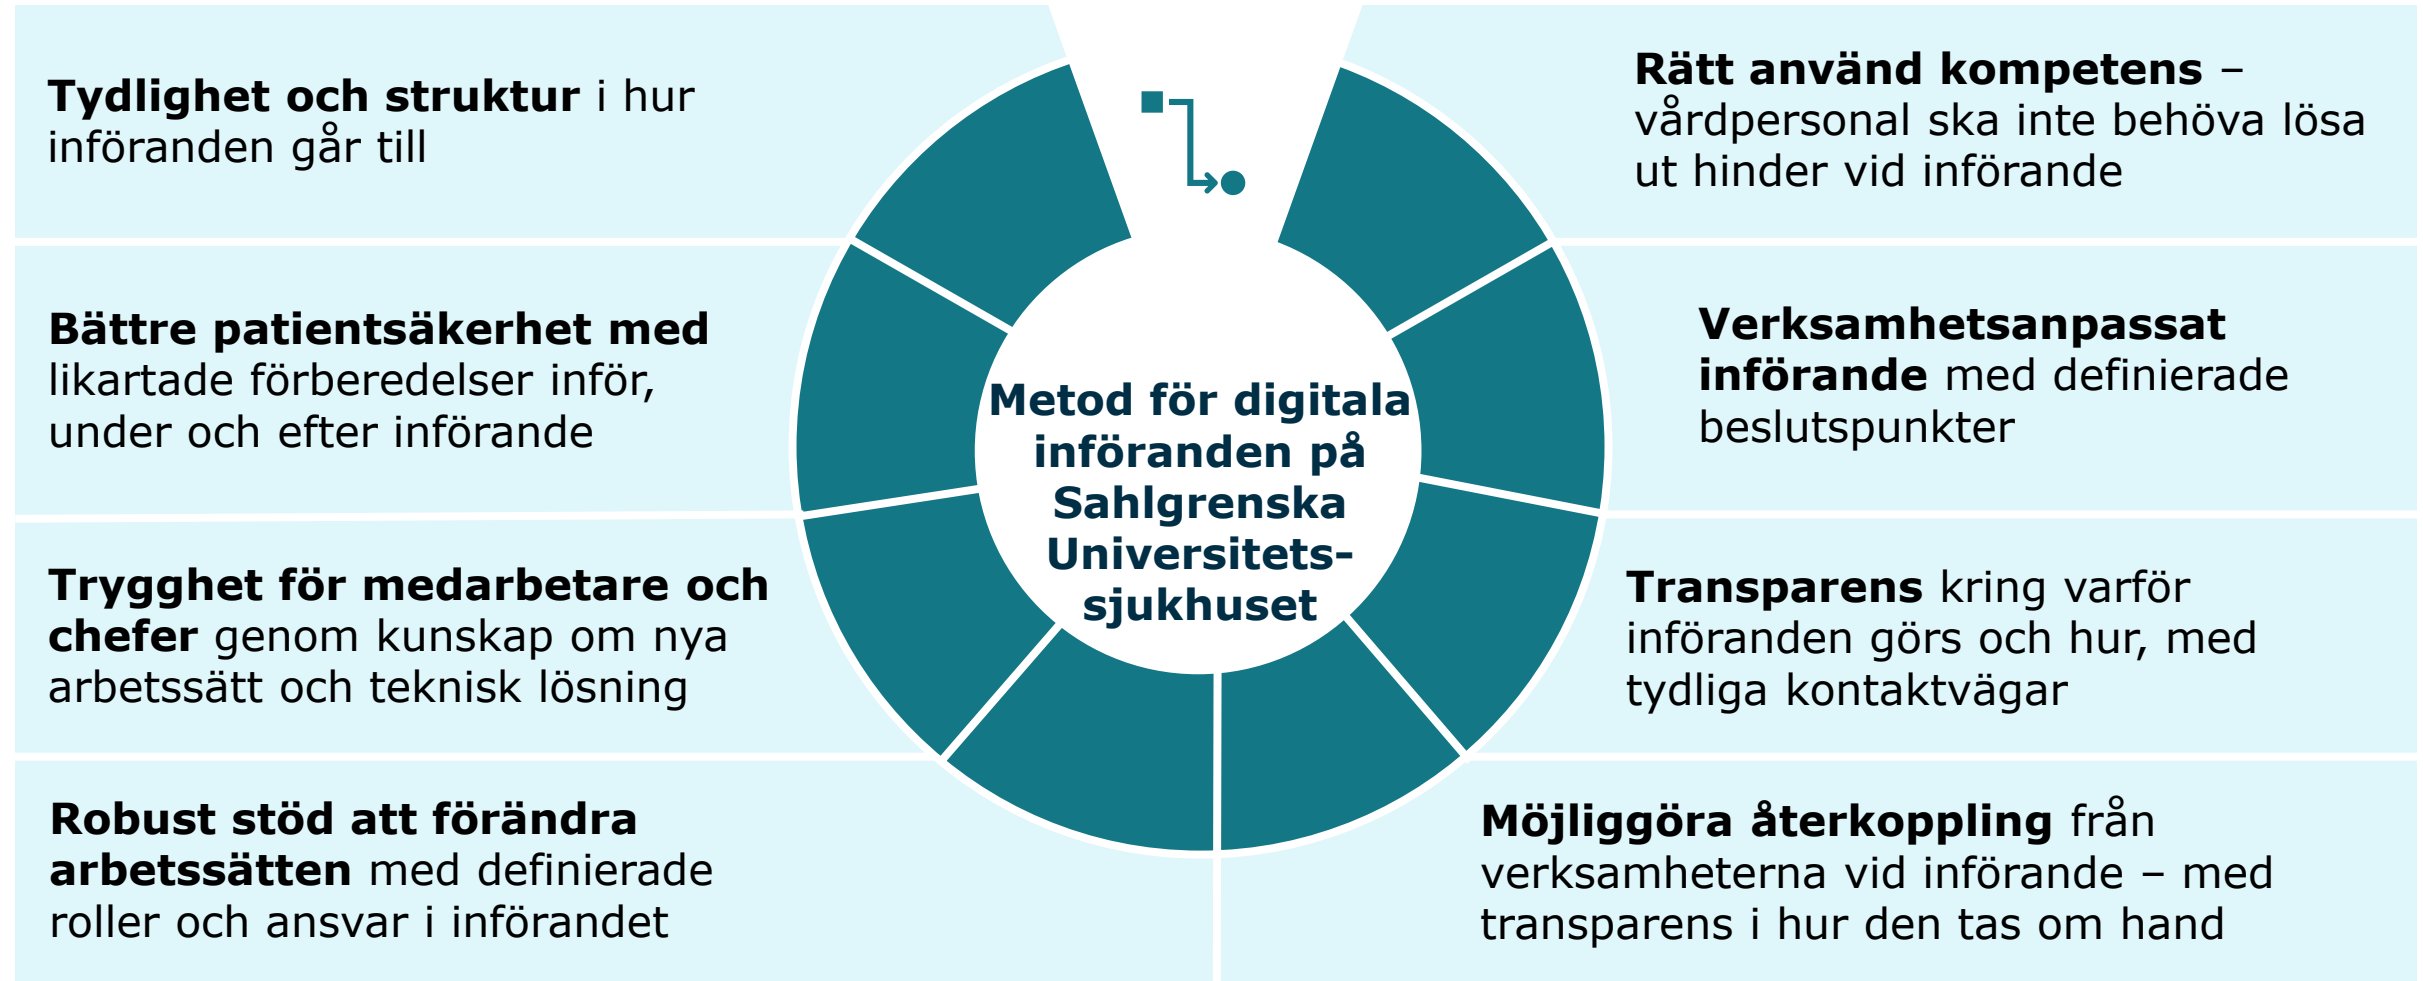 Tydlighet och struktur i hur
införanden går till
Bättre patientsäkerhet med
likartade förberedelser inför,
under och efter införande
Trygghet för medarbetare och
chefer genom kunskap om nya
arbetssätt och teknisk lösning
Robust stöd att förändra
arbetssätten med definierade
roller och ansvar i införandet
Metod för digitala
införanden på
Sahlgrenska
Universitets-
sjukhuset
Rätt använd kompetens –
vårdpersonal ska inte behöva lösa
ut hinder vid införande
Verksamhetsanpassat
införande med definierade
beslutspunkter
Transparens kring varför
införanden görs och hur, med
tydliga kontaktvägar
Möjliggöra återkoppling från
verksamheterna vid införande – med
transparens i hur den tas om hand